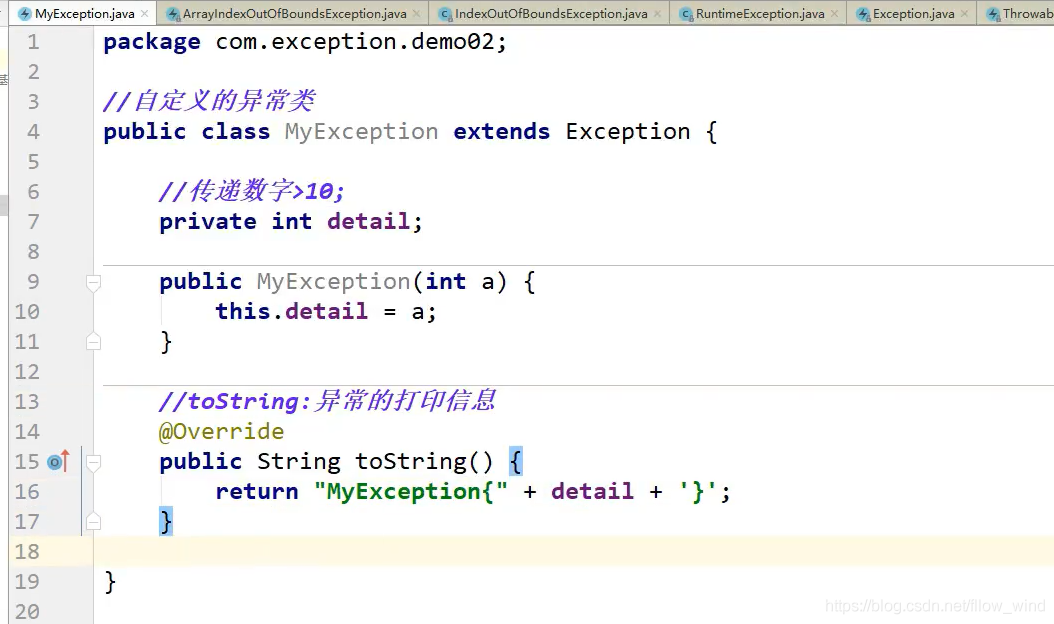 MyException.java ArrayIndexOutOfBoundsException.java IndexOutOfBoundsException.java RuntimeException.java Exception.java Throwab
1 package com.exception.demo02;
2
3 //自定义的异常类
4 public class MyException extends Exception {
5
6 //传递数字>10;
7 private int detail;
8
9 public MyException(int a) {
10 this.detail = a;
11 }
12
13 //toString:异常的打印信息
14 @Override
15 public String toString() {
16 return "MyException{" + detail + '}';
17 }
18
19 }
20
https://blog.csdn.net/fllow_wind